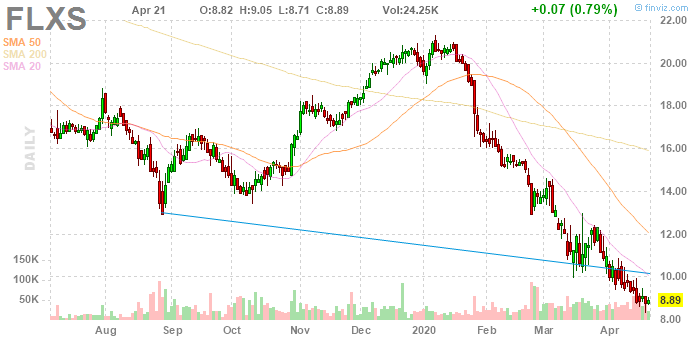 FLXS Apr 21 O:8.82 H:9.05 L:8.71 C:8.89 Vol:24.25K +0.07 (0.79%) © finviz.com
SMA 50
SMA 200
SMA 20
DAILY
22.00
20.00
18.00
16.00
14.00
12.00
10.00
8.89
8.00
150K
100K
50K
Aug Sep Oct Nov Dec 2020 Feb Mar Apr